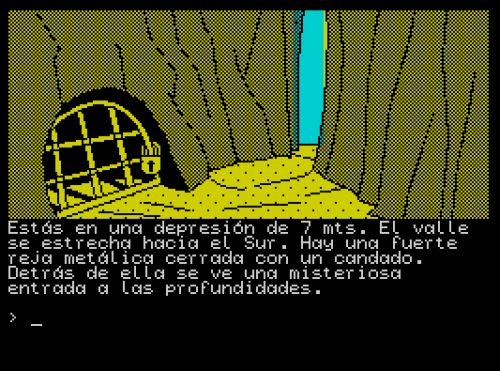 Estás en una depresión de 7 mts. El valle
se estrecha hacia el Sur. Hay una fuerte
reja metálica cerrada con un candado.
Detrás de ella se ve una misteriosa
entrada a las profundidades.
> _